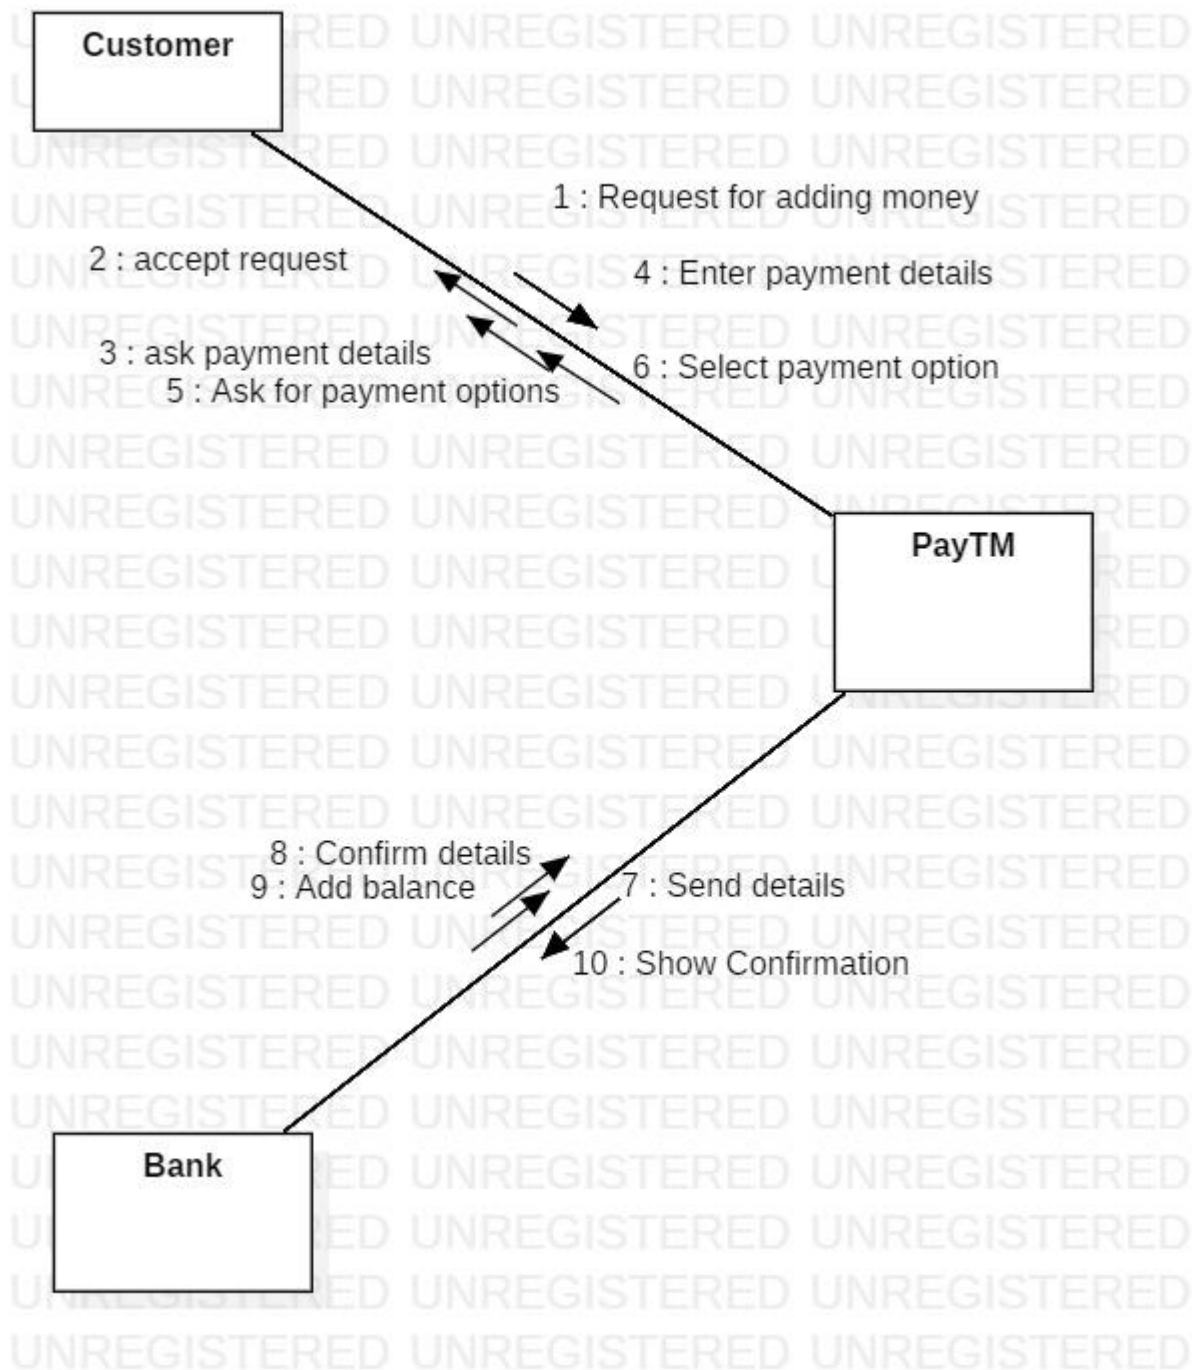 Customer
1 : Request for adding money
2 : accept request
4 : Enter payment details
3 : ask payment details
6 : Select payment option
5 : Ask for payment options
PayTM
8 : Confirm details
9 : Add balance
7 : Send details
10 : Show Confirmation
Bank
UNREGISTERED